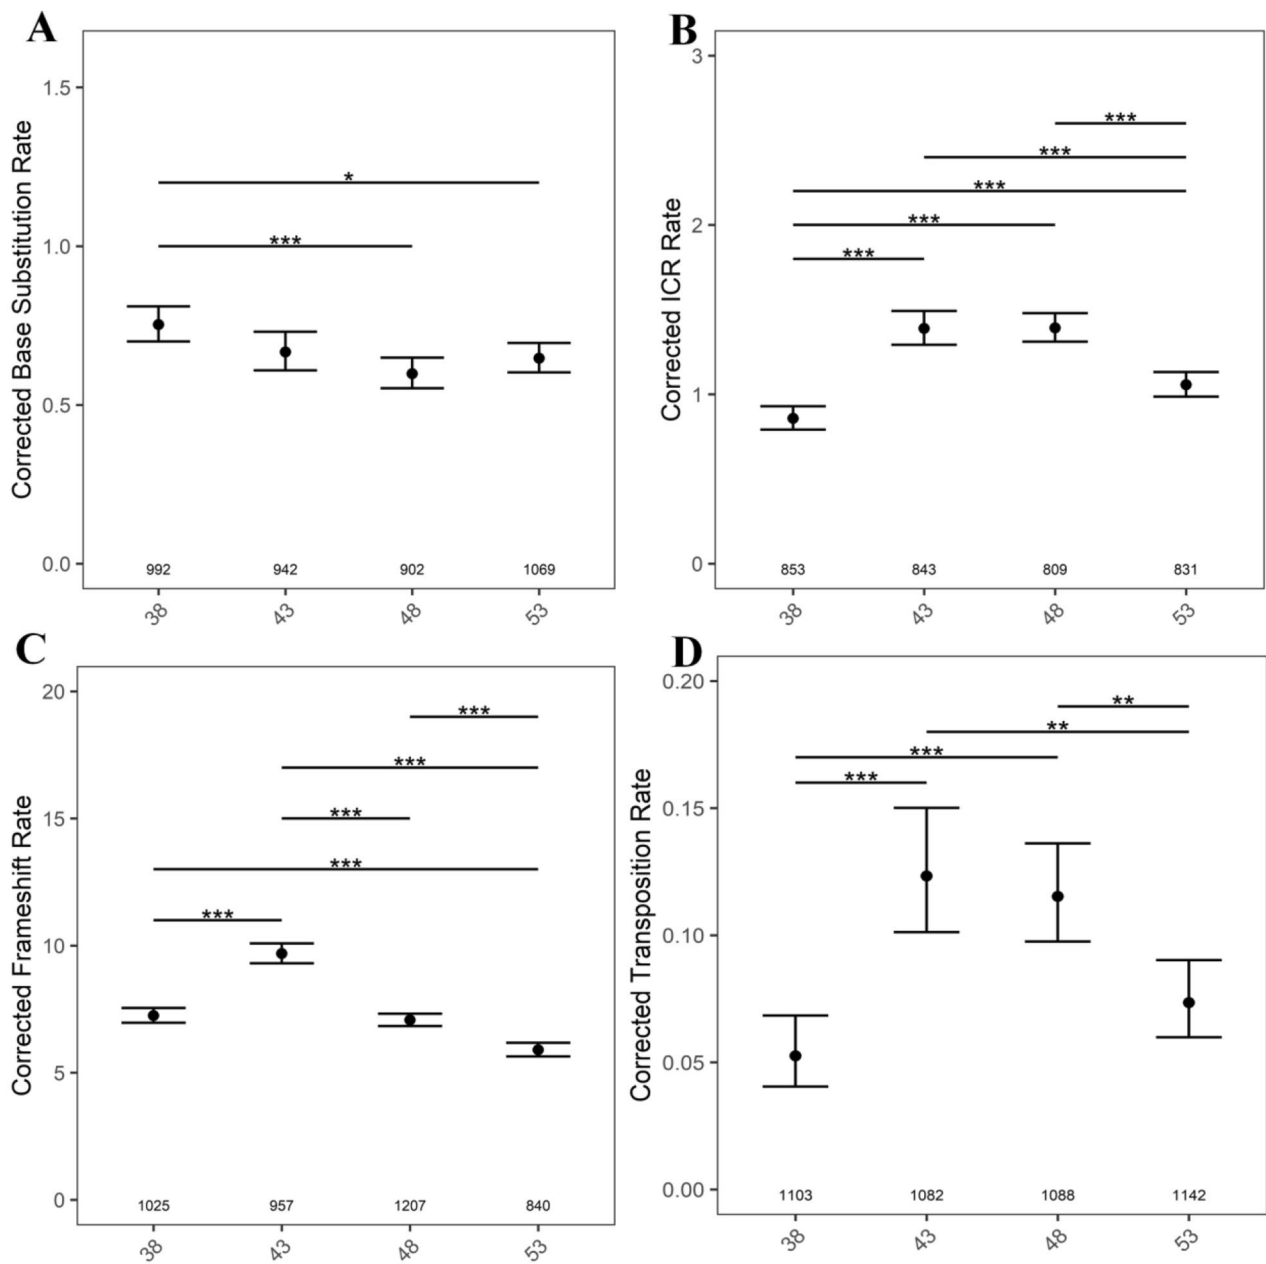 A
Corrected Base Substitution Rate
1.5
1.0
0.5
0.0
*
***
992 942 902 1069
38 43 48 53
B
Corrected ICR Rate
3
2
1
0
***
***
***
***
***
853 843 809 831
38 43 48 53
C
Corrected Frameshift Rate
20
15
10
5
0
***
***
***
***
***
1025 957 1207 840
38 43 48 53
D
Corrected Transposition Rate
0.20
0.15
0.10
0.05
0.00
**
**
***
***
1103 1082 1088 1142
38 43 48 53